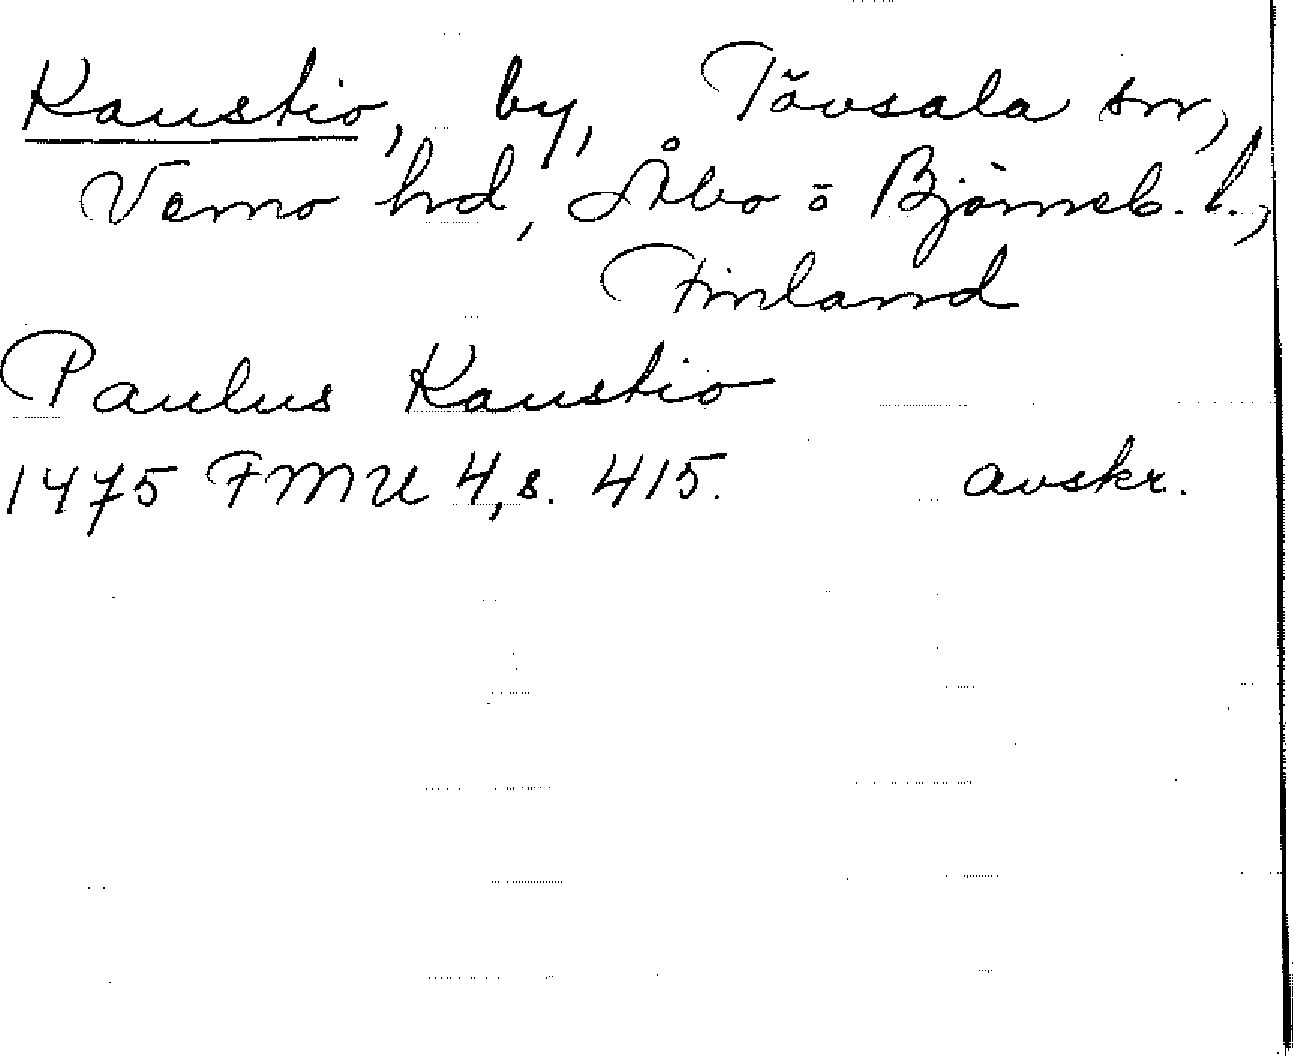 Kaustio, by, Tövsala sn,
Vemo hd, Åbo o Björneb. l.,
Finland
Paulus Kaustio
1475 FMU 4, s. 415. avskr.